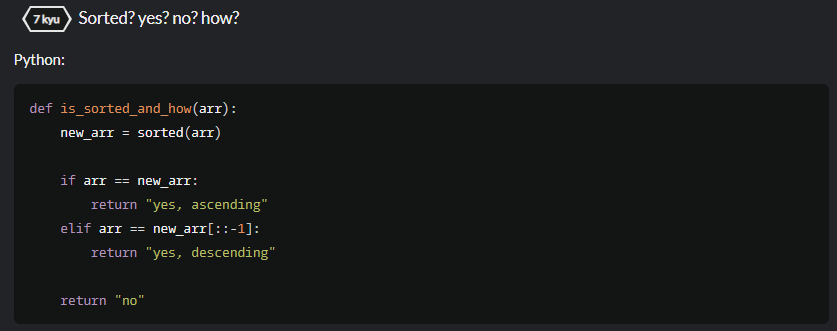 7 kyu Sorted? yes? no? how?
Python:
def is_sorted_and_how(arr):
    new_arr = sorted(arr)
    if arr == new_arr:
        return "yes, ascending"
    elif arr == new_arr[::-1]:
        return "yes, descending"
    return "no"